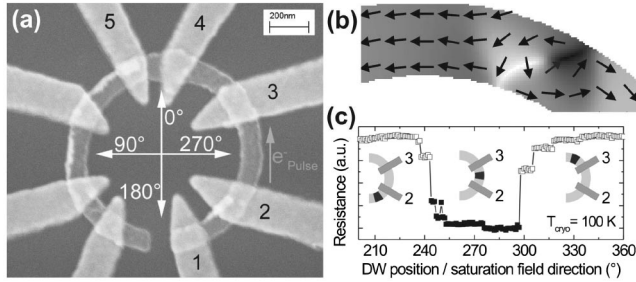 (a)
5
4
200nm
3
0°
90°
270°
e⁻Pulse
180°
2
1
(b)
(c)
Resistance (a.u.)
3
2
3
2
3
2
Tcryo= 100 K
210 240 270 300 330 360
DW position / saturation field direction (°)